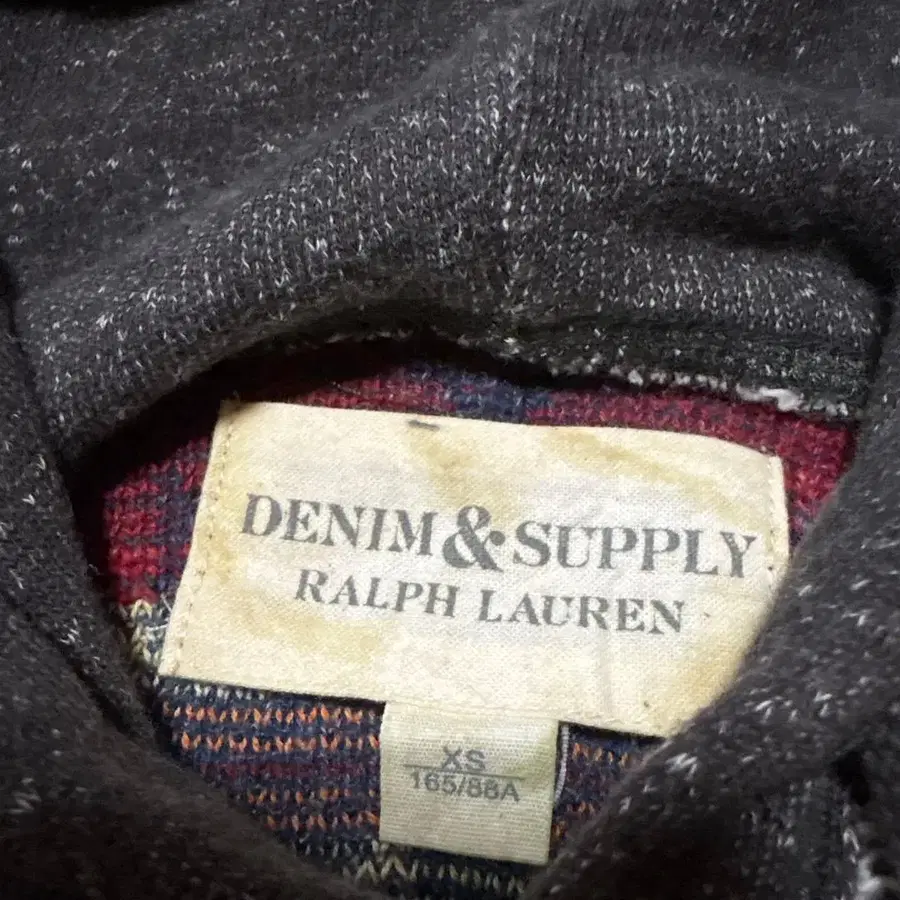 DENIM & SUPPLY
RALPH LAUREN
XS
165/88A